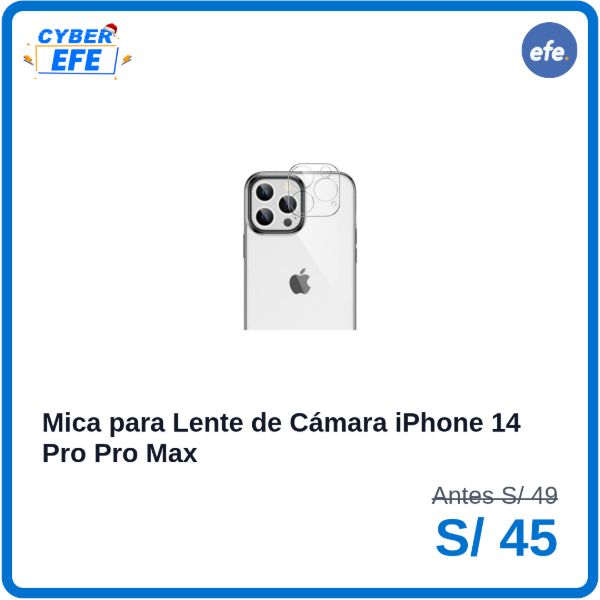 CYBER
EFE
efe.
Mica para Lente de Cámara iPhone 14
Pro Pro Max
Antes S/ 49
S/ 45